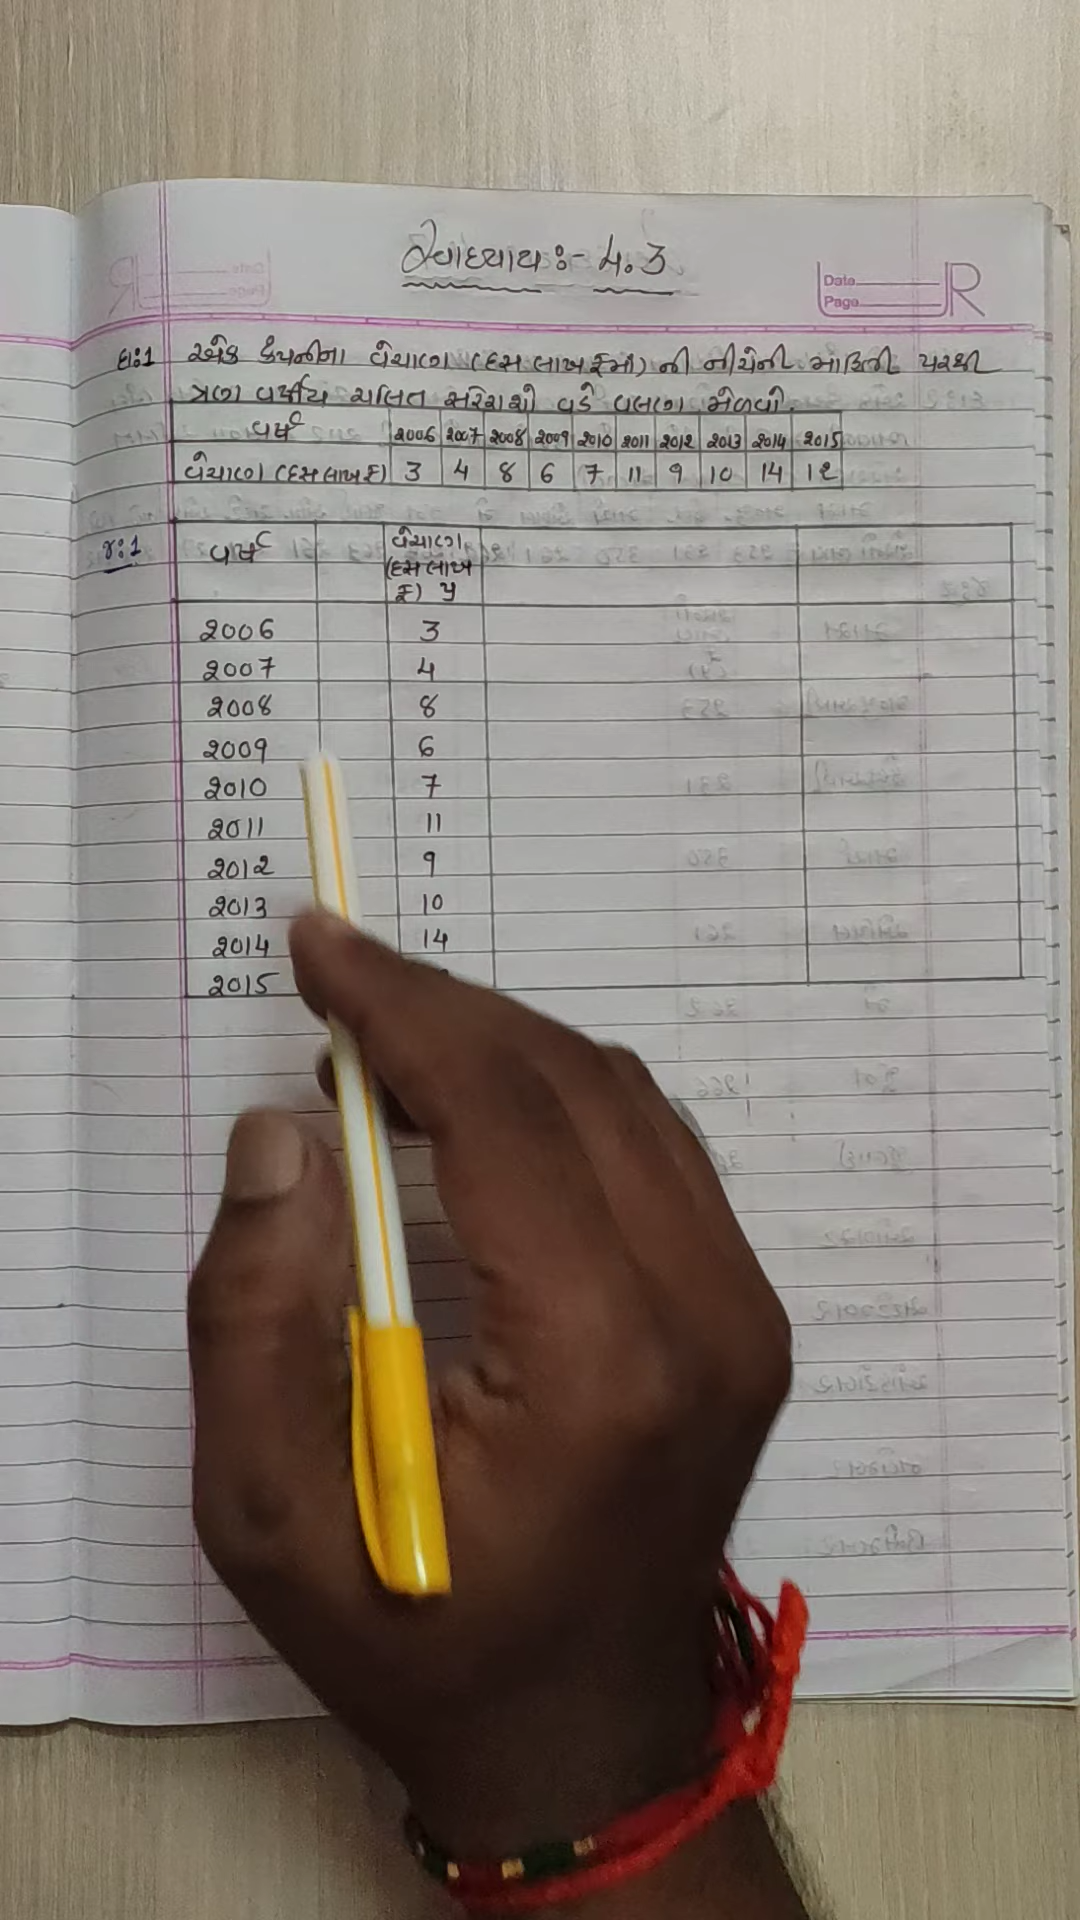 સ્વાધ્યાય :- 4.3
Date
Page
R
દા:1 એક કંપનીના વેચાણ (દસ લાખ ₹માં) ની નીચેની માહિતી પરથી
ત્રણ વર્ષીય ચલિત સરેરાશો વડે વલણ મેળવો.
વર્ષ 2006 2007 2008 2009 2010 2011 2012 2013 2014 2015
વેચાણ (દસ લાખ ₹) 3 4 8 6 7 11 9 10 14 12
જ:1 વર્ષ વેચાણ
(દસ લાખ
₹) y
2006 3
2007 4
2008 8
2009 6
2010 7
2011 11
2012 9
2013 10
2014 14
2015